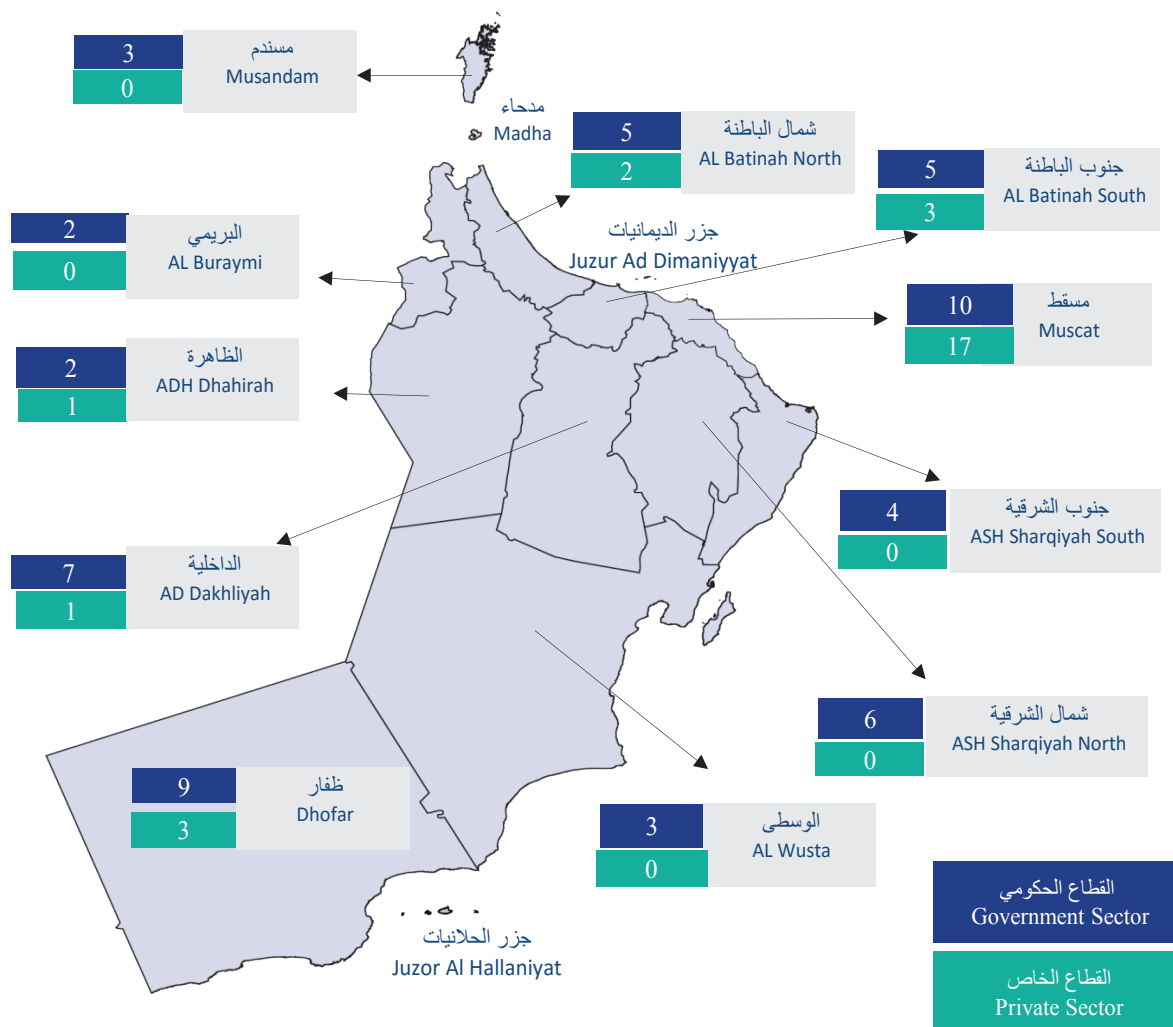 3
0
مسندم
Musandam
مدحاء
Madha
5
2
شمال الباطنة
AL Batinah North
5
3
جنوب الباطنة
AL Batinah South
2
0
البريمي
AL Buraymi
جزر الديمانيات
Juzur Ad Dimaniyyat
10
17
مسقط
Muscat
2
1
الظاهرة
ADH Dhahirah
4
0
جنوب الشرقية
ASH Sharqiyah South
7
1
الداخلية
AD Dakhliyah
6
0
شمال الشرقية
ASH Sharqiyah North
9
3
ظفار
Dhofar
3
0
الوسطى
AL Wusta
جزر الحلانيات
Juzor Al Hallaniyat
القطاع الحكومي
Government Sector
القطاع الخاص
Private Sector